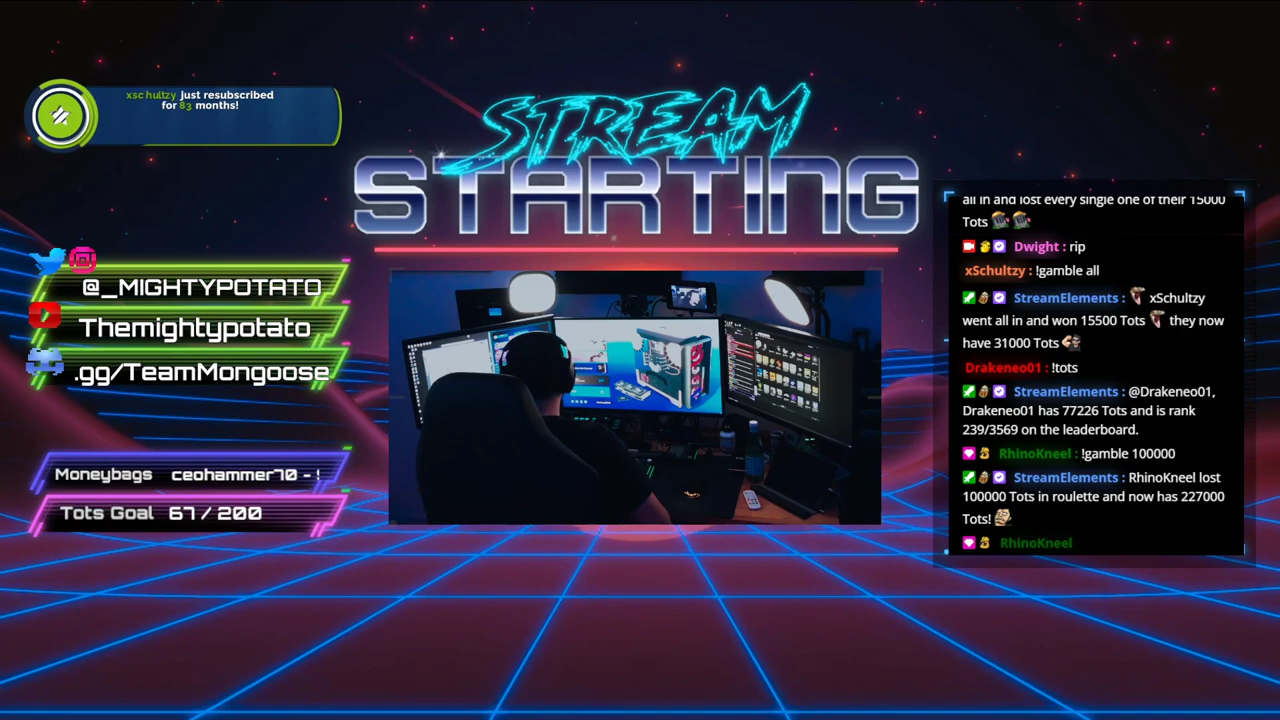 xsc hultzy just resubscribed
for 83 months!
STREAM
STARTING
@_MIGHTYPOTATO
Themightypotato
.gg/TeamMongoose
Moneybags ceohammer70 -
Tots Goal 67 / 200
all in and lost every single one of their 15000
Tots
Dwight : rip
xSchultzy : !gamble all
StreamElements : xSchultzy
went all in and won 15500 Tots they now
have 31000 Tots
Drakeneo01 : !tots
StreamElements : @Drakeneo01,
Drakeneo01 has 77226 Tots and is rank
239/3569 on the leaderboard.
RhinoKneel : !gamble 100000
StreamElements : RhinoKneel lost
100000 Tots in roulette and now has 227000
Tots!
RhinoKneel